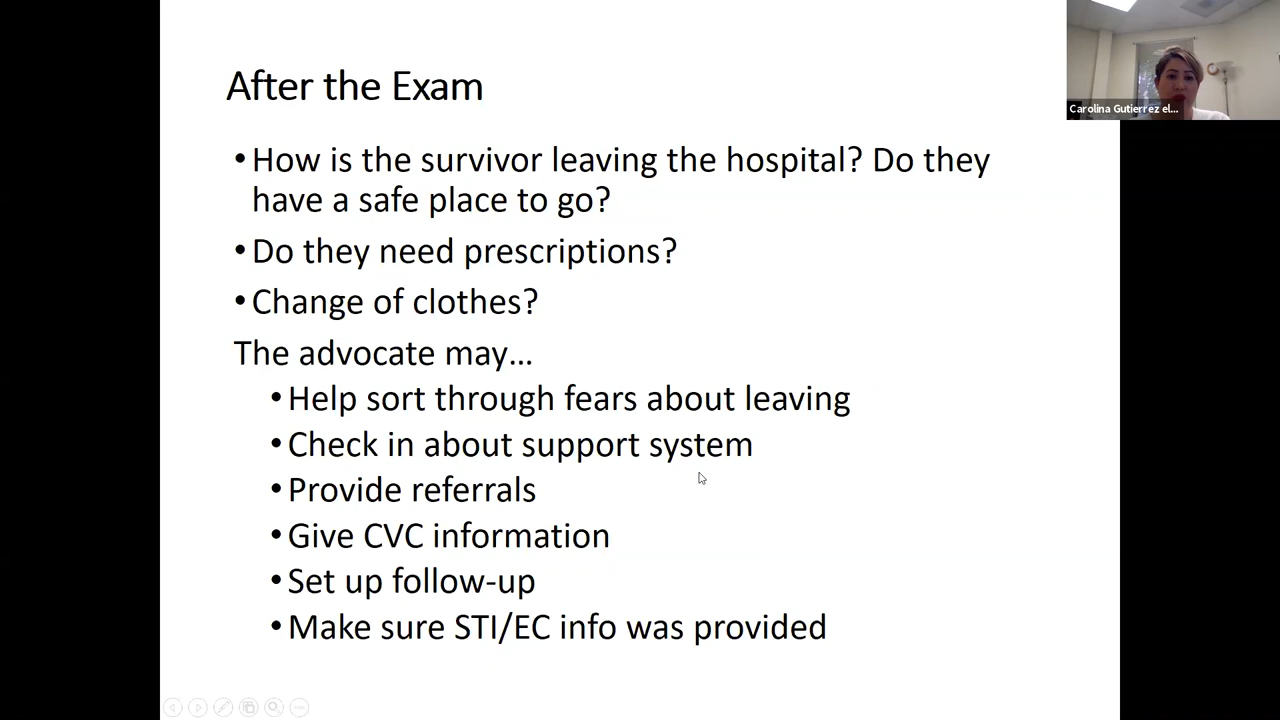 After the Exam
Carolina Gutierrez el...
• How is the survivor leaving the hospital? Do they
have a safe place to go?
• Do they need prescriptions?
• Change of clothes?
The advocate may...
• Help sort through fears about leaving
• Check in about support system
• Provide referrals
• Give CVC information
• Set up follow-up
• Make sure STI/EC info was provided